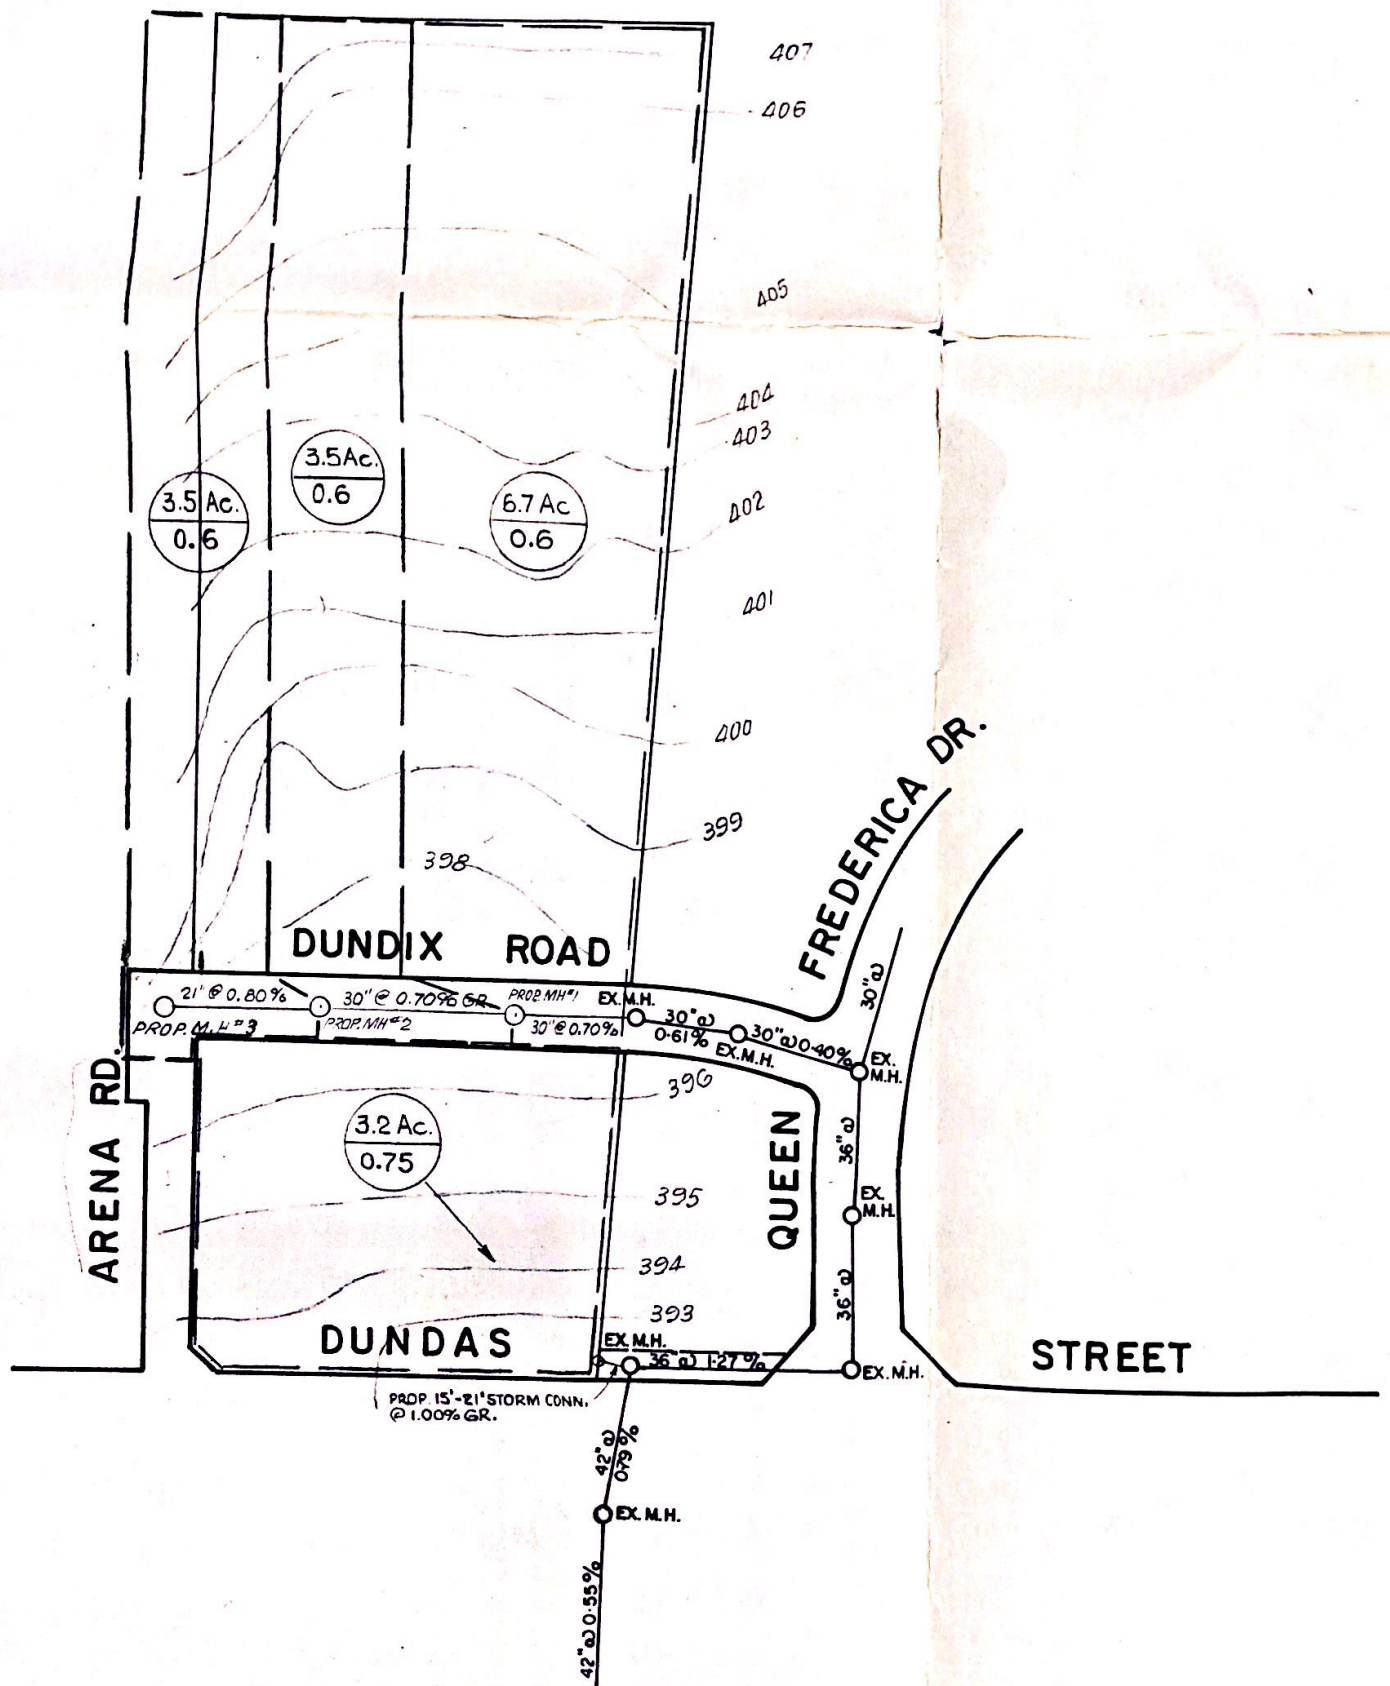 407
406
405
404
403
3.5 Ac.
0.6
3.5 Ac.
0.6
6.7 Ac
0.6
402
401
400
399
398
FREDERICA DR.
DUNDIX ROAD
21" @ 0.80%
30" @ 0.70% GR.
PROP. MH#1
EX. M.H.
PROP. M.H #3
PROP. MH#2
30" @ 0.70%
30" @
0.61%
EX. M.H.
30" @ 0.40%
30" @
EX.
M.H.
ARENA RD.
396
3.2 Ac.
0.75
395
394
393
QUEEN
36" @
EX.
M.H.
36" @
DUNDAS
EX. M.H.
36" @ 1.27%
EX. M.H.
STREET
PROP. 15'-21" STORM CONN.
@ 1.00% GR.
42" @
0.79%
EX. M.H.
42" @ 0.55%